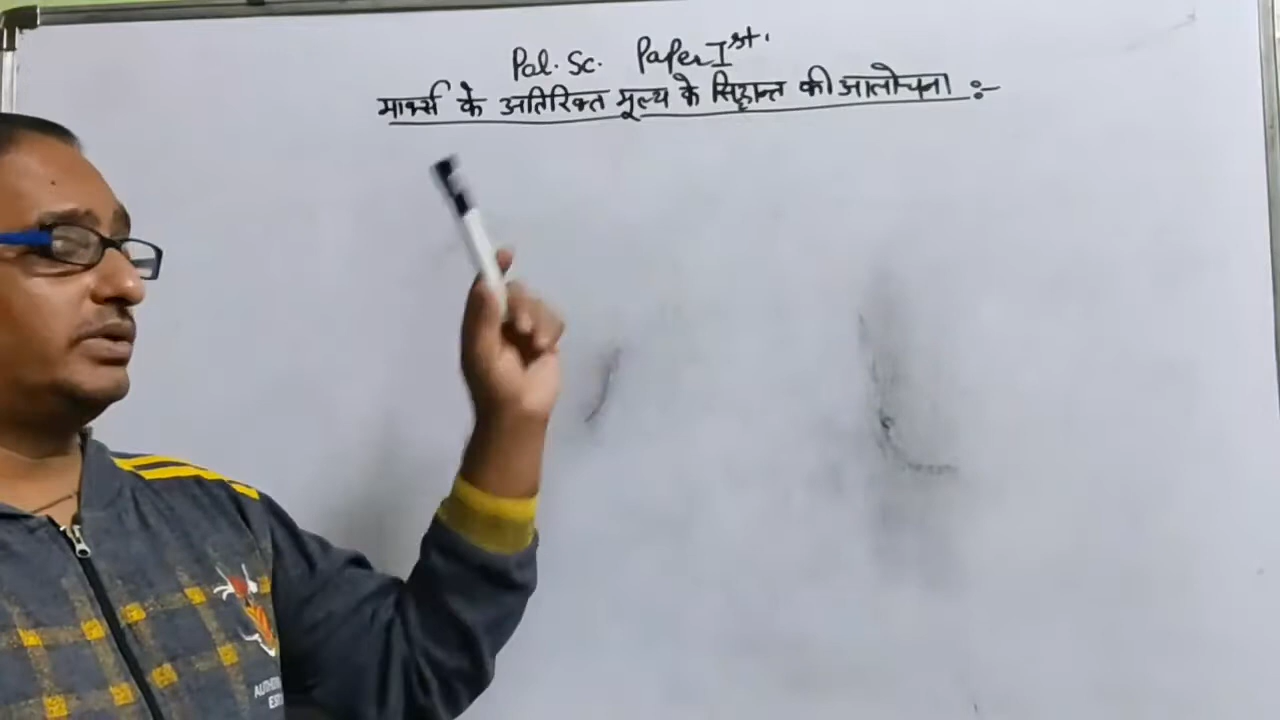 Pol. Sc. Paper Ist.
मार्क्स के अतिरिक्त मूल्य के सिद्धान्त की आलोचना :-